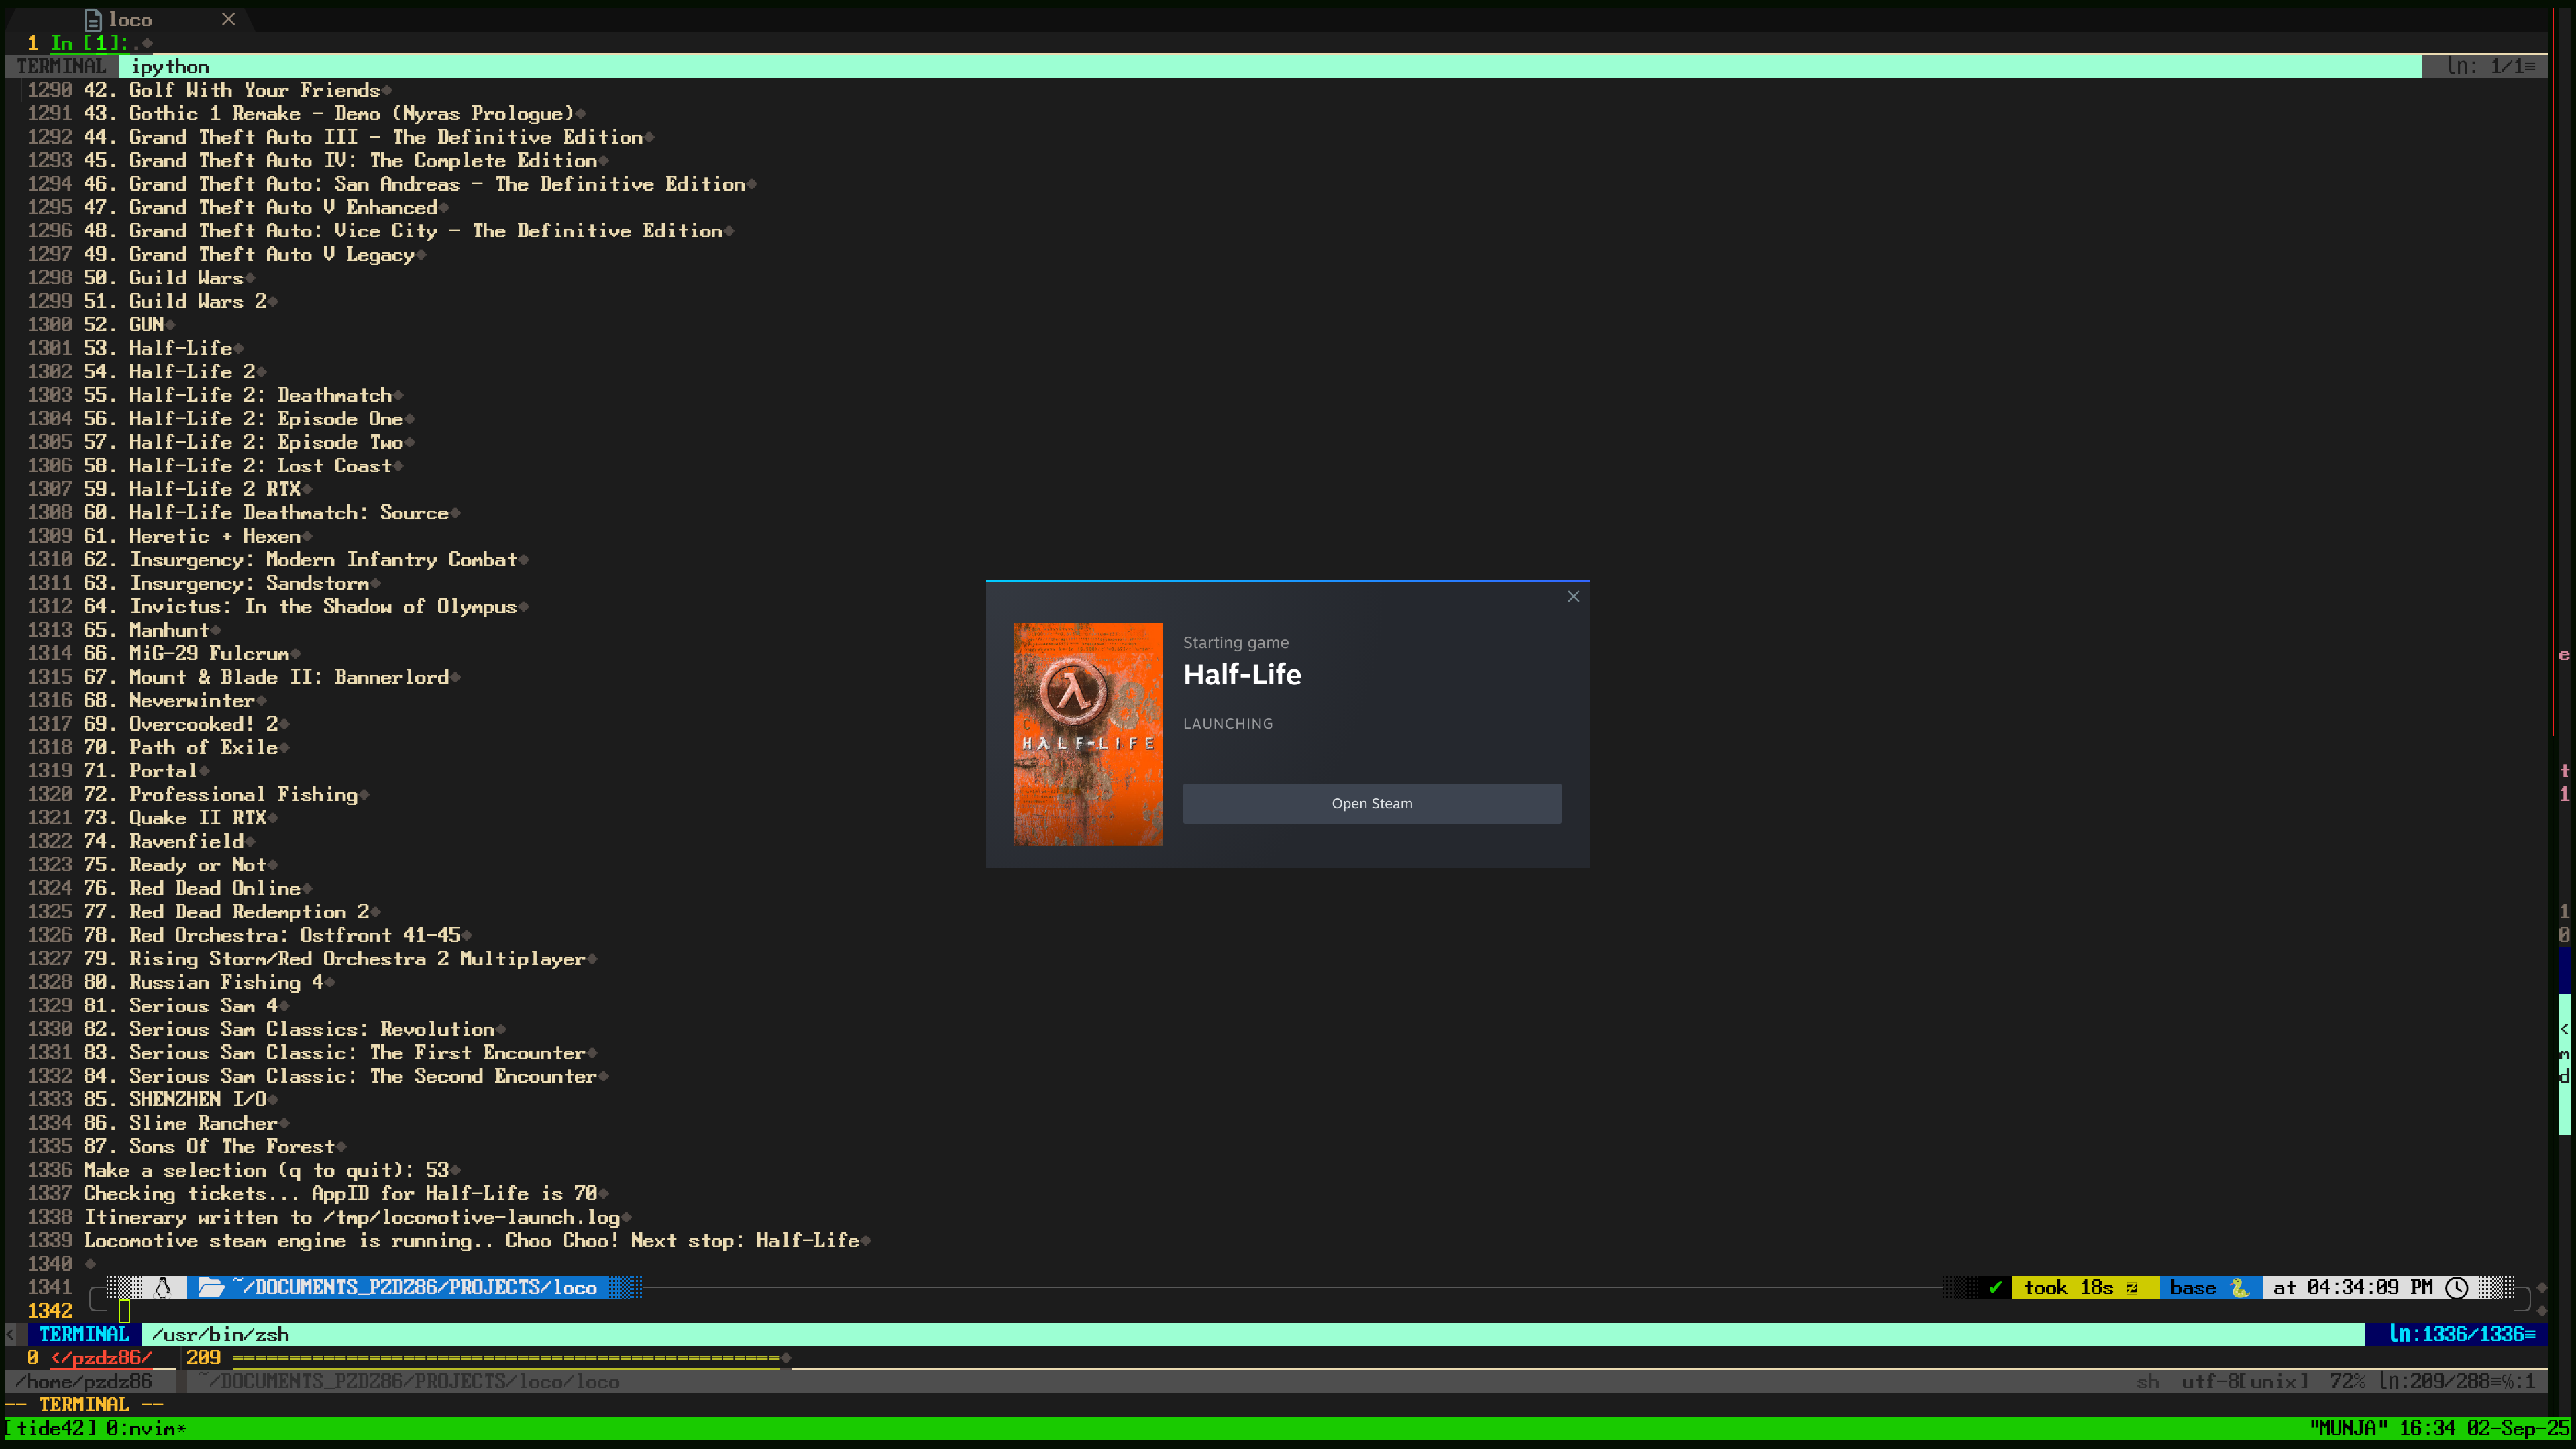 loco
1 In [1]:.
TERMINAL ipython ln: 1/1
1290 42. Golf With Your Friends
1291 43. Gothic 1 Remake - Demo (Nyras Prologue)
1292 44. Grand Theft Auto III - The Definitive Edition
1293 45. Grand Theft Auto IV: The Complete Edition
1294 46. Grand Theft Auto: San Andreas - The Definitive Edition
1295 47. Grand Theft Auto V Enhanced
1296 48. Grand Theft Auto: Vice City - The Definitive Edition
1297 49. Grand Theft Auto V Legacy
1298 50. Guild Wars
1299 51. Guild Wars 2
1300 52. GUN
1301 53. Half-Life
1302 54. Half-Life 2
1303 55. Half-Life 2: Deathmatch
1304 56. Half-Life 2: Episode One
1305 57. Half-Life 2: Episode Two
1306 58. Half-Life 2: Lost Coast
1307 59. Half-Life 2 RTX
1308 60. Half-Life Deathmatch: Source
1309 61. Heretic + Hexen
1310 62. Insurgency: Modern Infantry Combat
1311 63. Insurgency: Sandstorm
1312 64. Invictus: In the Shadow of Olympus
1313 65. Manhunt
1314 66. MiG-29 Fulcrum
1315 67. Mount & Blade II: Bannerlord
1316 68. Neverwinter
1317 69. Overcooked! 2
1318 70. Path of Exile
1319 71. Portal
1320 72. Professional Fishing
1321 73. Quake II RTX
1322 74. Ravenfield
1323 75. Ready or Not
1324 76. Red Dead Online
1325 77. Red Dead Redemption 2
1326 78. Red Orchestra: Ostfront 41-45
1327 79. Rising Storm/Red Orchestra 2 Multiplayer
1328 80. Russian Fishing 4
1329 81. Serious Sam 4
1330 82. Serious Sam Classics: Revolution
1331 83. Serious Sam Classic: The First Encounter
1332 84. Serious Sam Classic: The Second Encounter
1333 85. SHENZHEN I/O
1334 86. Slime Rancher
1335 87. Sons Of The Forest
1336 Make a selection (q to quit): 53
1337 Checking tickets... AppID for Half-Life is 70
1338 Itinerary written to /tmp/locomotive-launch.log
1339 Locomotive steam engine is running.. Choo Choo! Next stop: Half-Life
1340
1341 ~/DOCUMENTS_PZDZ86/PROJECTS/loco ✔ took 18s base at 04:34:09 PM
1342
< TERMINAL /usr/bin/zsh ln:1336/1336
0 </pzdz86/ 209 ================================================
/home/pzdz86 ~/DOCUMENTS_PZDZ86/PROJECTS/loco/loco sh utf-8[unix] 72% ln:209/288≡%:1
-- TERMINAL --
[tide42] 0:nvim* "MUNJA" 16:34 02-Sep-25
Starting game
Half-Life
LAUNCHING
Open Steam
HALF-LIFE
e
t
1
1
0
<
m
d